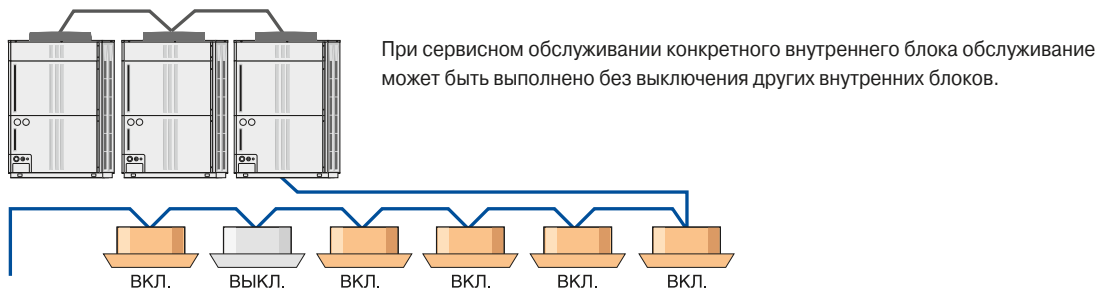 При сервисном обслуживании конкретного внутреннего блока обслуживание
может быть выполнено без выключения других внутренних блоков.
ВКЛ. ВЫКЛ. ВКЛ. ВКЛ. ВКЛ. ВКЛ.